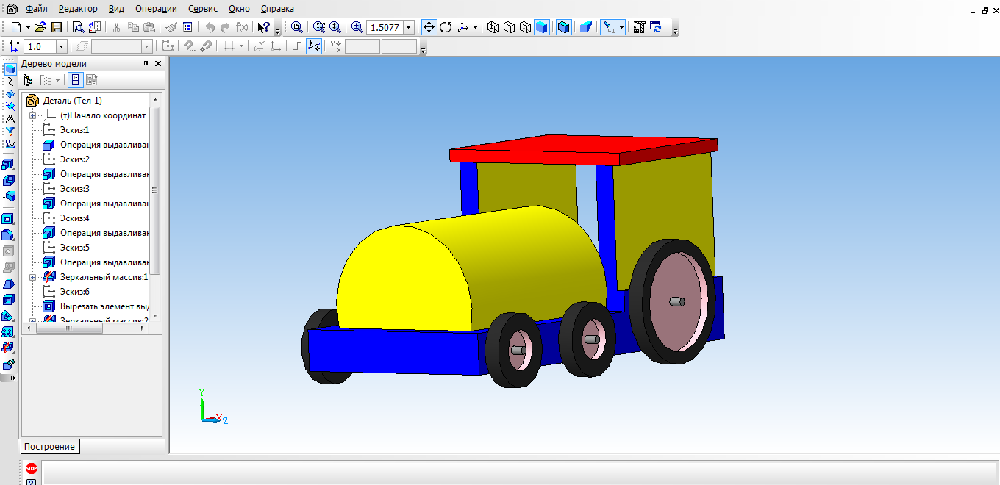 Файл Редактор Вид Операции Сервис Окно Справка
1.5077
1.0
Дерево модели
Деталь (Тел-1)
(т)Начало координат
Эскиз:1
Операция выдавливан
Эскиз:2
Операция выдавливан
Эскиз:3
Операция выдавливан
Эскиз:4
Операция выдавливан
Эскиз:5
Операция выдавливан
Зеркальный массив:1
Эскиз:6
Вырезать элемент выд
Зеркальный массив:2
Y
X
Z
Построение
STOP